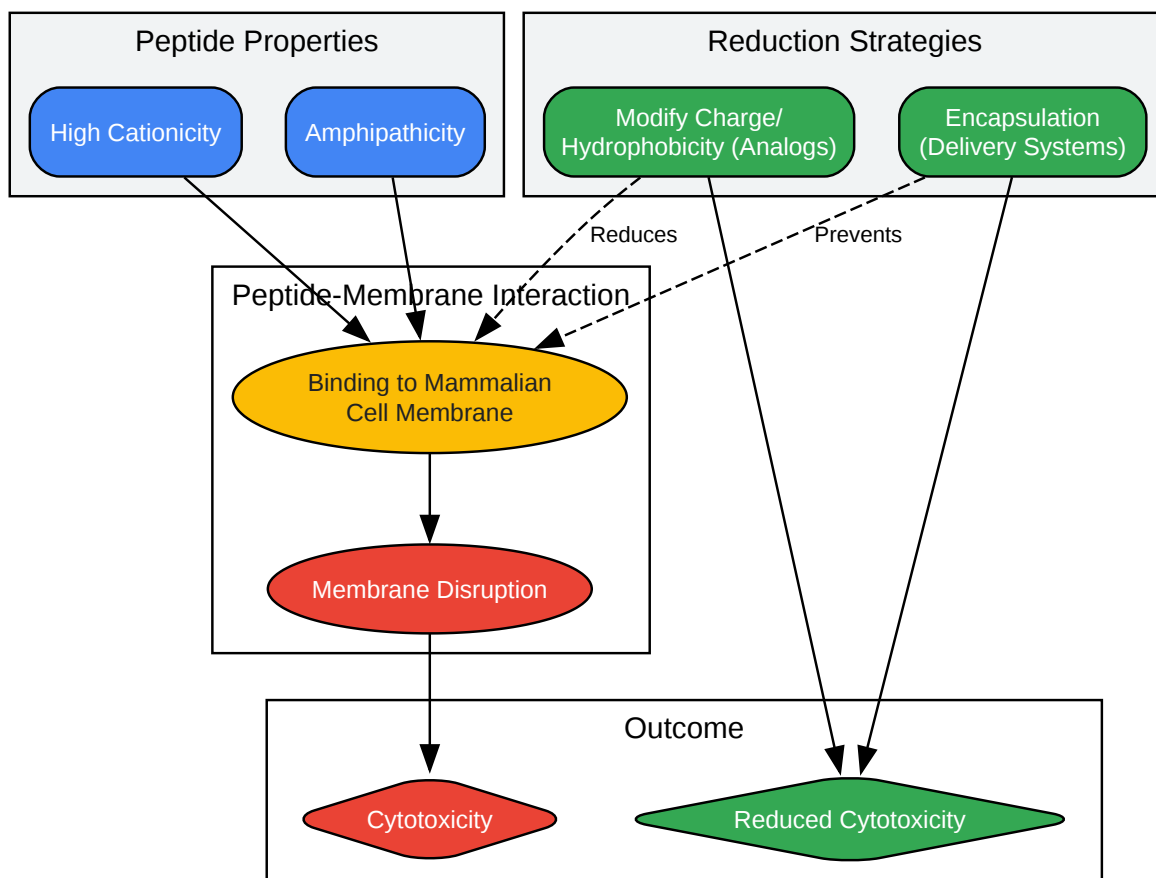 Peptide Properties
Reduction Strategies
High Cationicity
Amphipathicity
Modify Charge/
Hydrophobicity (Analogs)
Encapsulation
(Delivery Systems)
Reduces
Prevents
Peptide-Membrane Interaction
Binding to Mammalian
Cell Membrane
Membrane Disruption
Outcome
Cytotoxicity
Reduced Cytotoxicity